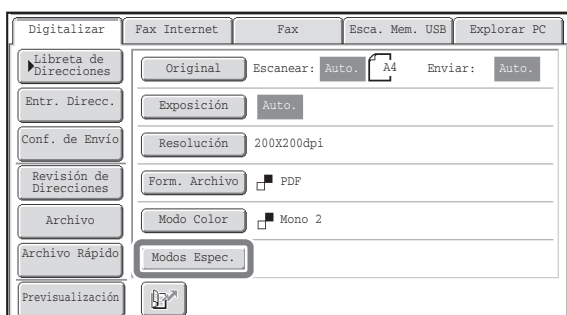 Digitalizar Fax Internet Fax Esca. Mem. USB Explorar PC
Libreta de
Direcciones
Original Escanear: Auto. A4 Enviar: Auto.
Entr. Direcc.
Exposición Auto.
Conf. de Envío
Resolución 200X200dpi
Revisión de
Direcciones
Form. Archivo PDF
Archivo
Modo Color Mono 2
Archivo Rápido
Modos Espec.
Previsualización